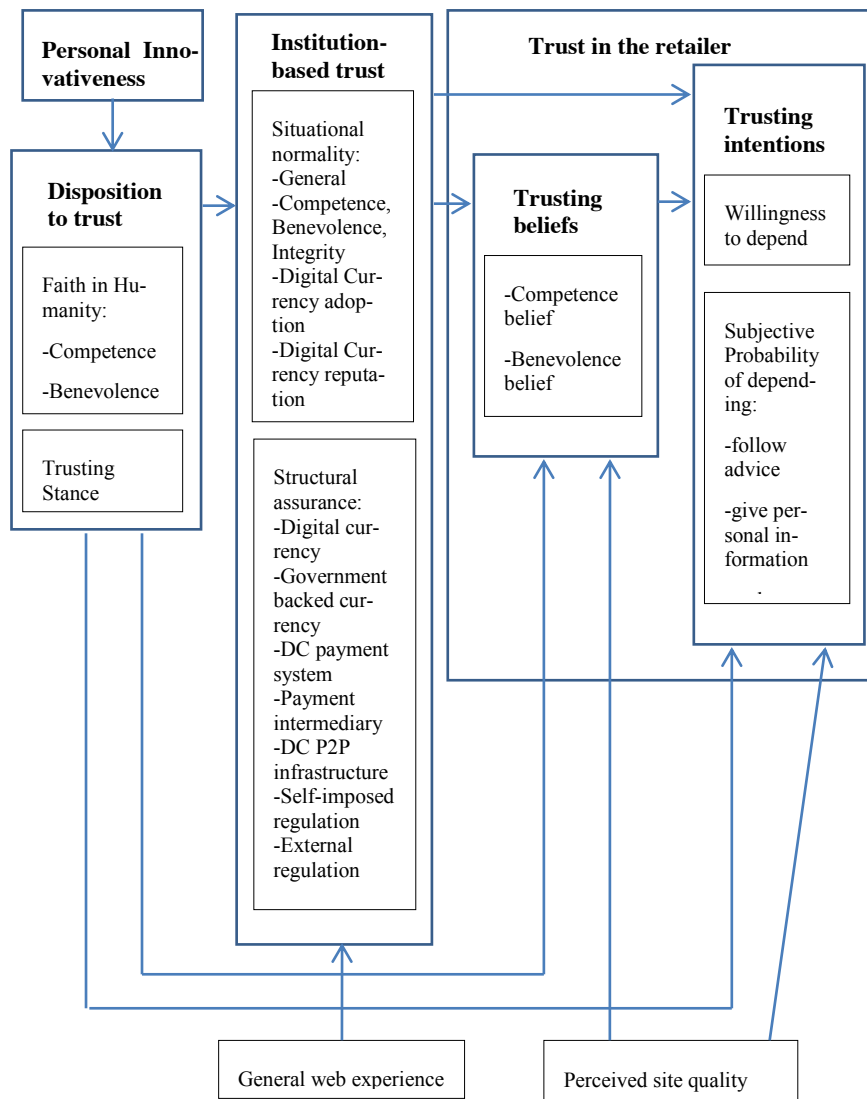 Personal Inno-
vativeness
Disposition
to trust
Faith in Hu-
manity:
-Competence
-Benevolence
Trusting
Stance
Institution-
based trust
Situational
normality:
-General
-Competence,
Benevolence,
Integrity
-Digital Cur-
rency adop-
tion
-Digital Cur-
rency reputa-
tion
Structural
assurance:
-Digital cur-
rency
-Government
backed cur-
rency
-DC payment
system
-Payment
intermediary
-DC P2P
infrastructure
-Self-imposed
regulation
-External
regulation
Trust in the retailer
Trusting
beliefs
-Competence
belief
-Benevolence
belief
Trusting
intentions
Willingness
to depend
Subjective
Probability
of depend-
ing:
-follow
advice
-give per-
sonal in-
formation
.
General web experience
Perceived site quality